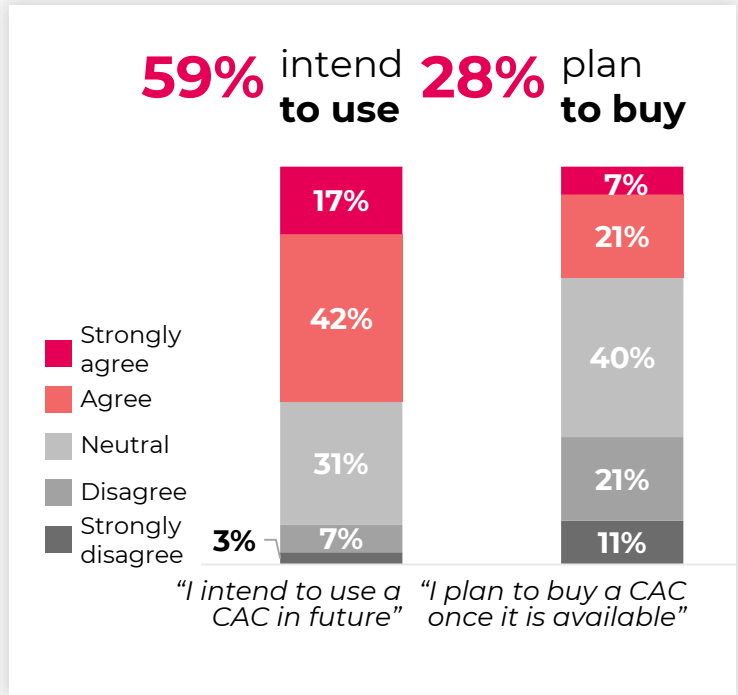 59% intend to use
28% plan to buy
17%
42%
31%
7%
3%
7%
21%
40%
21%
11%
Strongly
agree
Agree
Neutral
Disagree
Strongly
disagree
“I intend to use a
CAC in future”
“I plan to buy a CAC
once it is available”